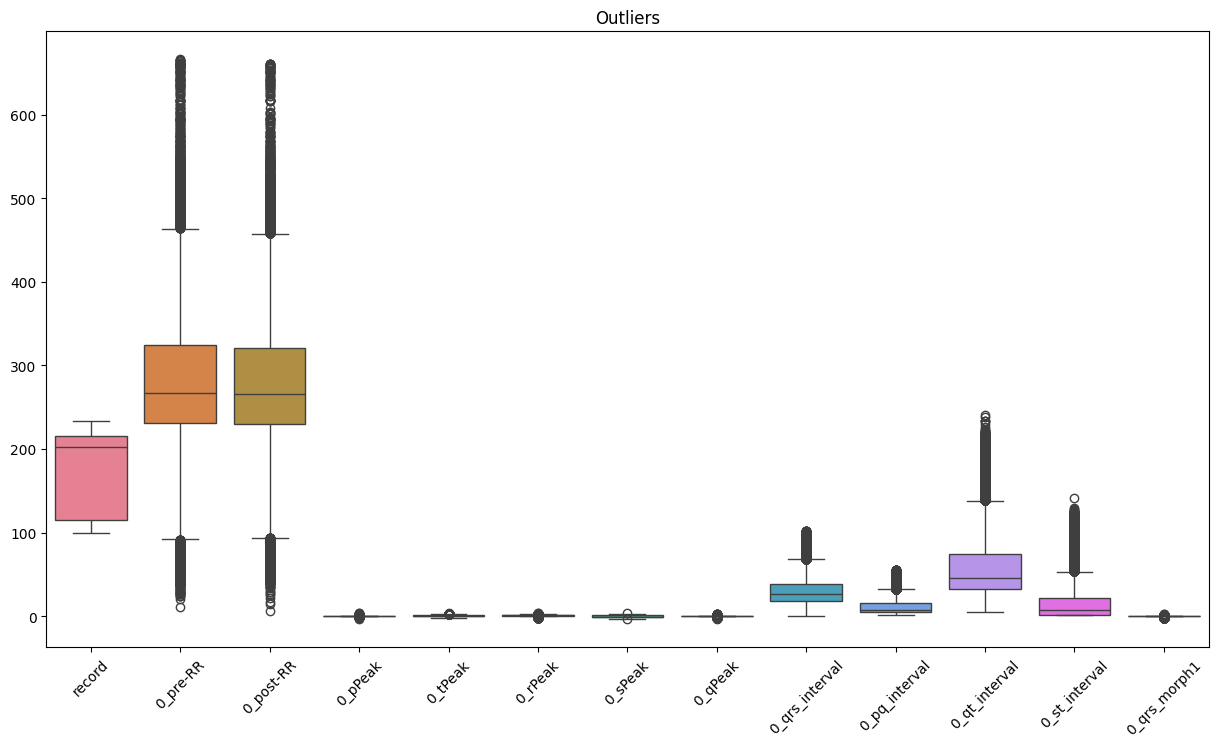 Outliers
600
500
400
300
200
100
0
record
0_pre-RR
0_post-RR
0_pPeak
0_tPeak
0_rPeak
0_sPeak
0_qPeak
0_qrs_interval
0_pq_interval
0_qt_interval
0_st_interval
0_qrs_morph1